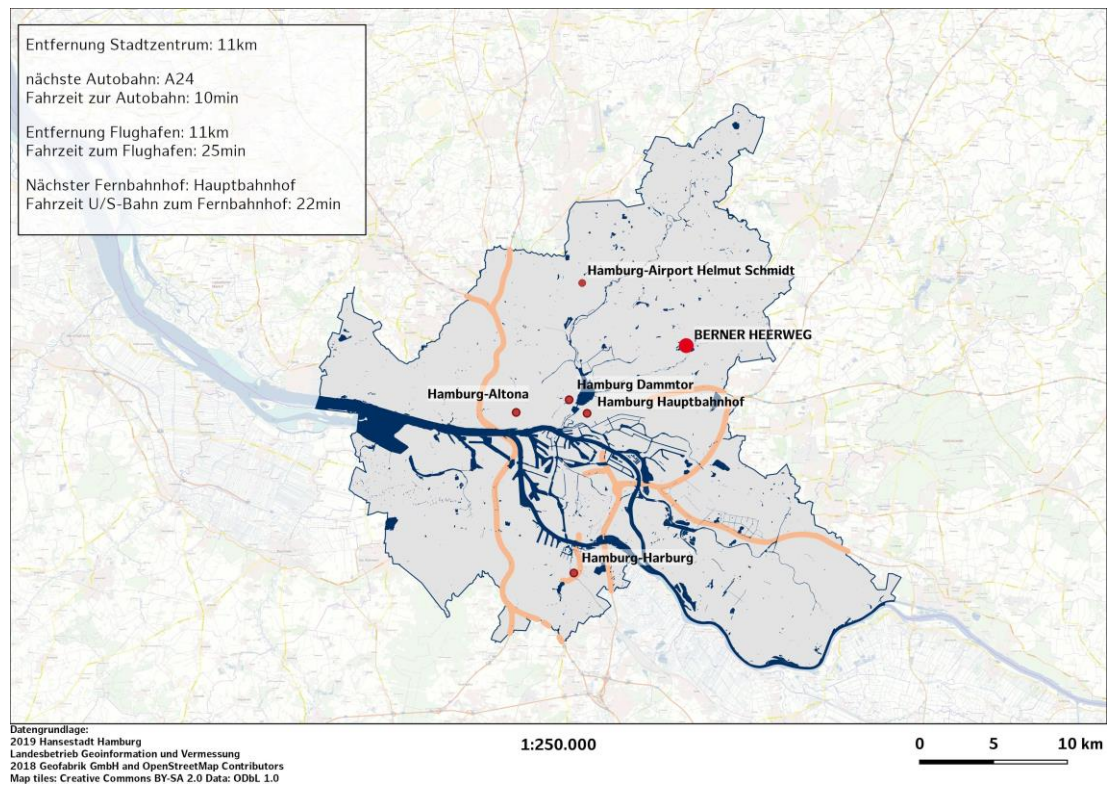 Entfernung Stadtzentrum: 11km
nächste Autobahn: A24
Fahrzeit zur Autobahn: 10min
Entfernung Flughafen: 11km
Fahrzeit zum Flughafen: 25min
Nächster Fernbahnhof: Hauptbahnhof
Fahrzeit U/S-Bahn zum Fernbahnhof: 22min
Hamburg-Airport Helmut Schmidt
BERNER HEERWEG
Hamburg Dammtor
Hamburg-Altona
Hamburg Hauptbahnhof
Hamburg-Harburg
Datengrundlage:
2019 Hansestadt Hamburg
Landesbetrieb Geoinformation und Vermessung
2018 Geofabrik GmbH and OpenStreetMap Contributors
Map tiles: Creative Commons BY-SA 2.0 Data: ODbL 1.0
1:250.000
0 5 10 km